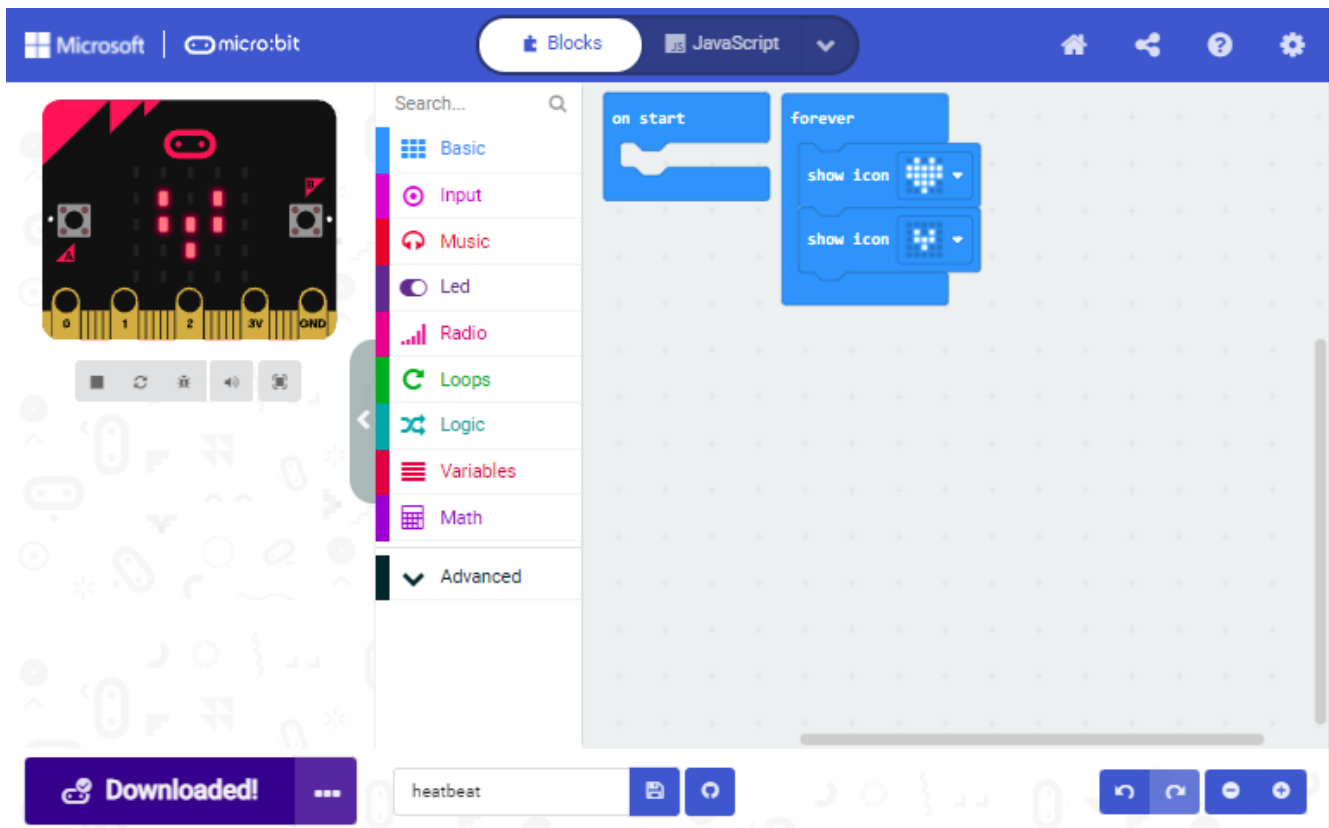 Microsoft micro:bit
Blocks
JS JavaScript
Search...
Basic
Input
Music
Led
Radio
Loops
Logic
Variables
Math
Advanced
on start
forever
show icon
show icon
B
A
0 1 2 3V GND
Downloaded!
heatbeat